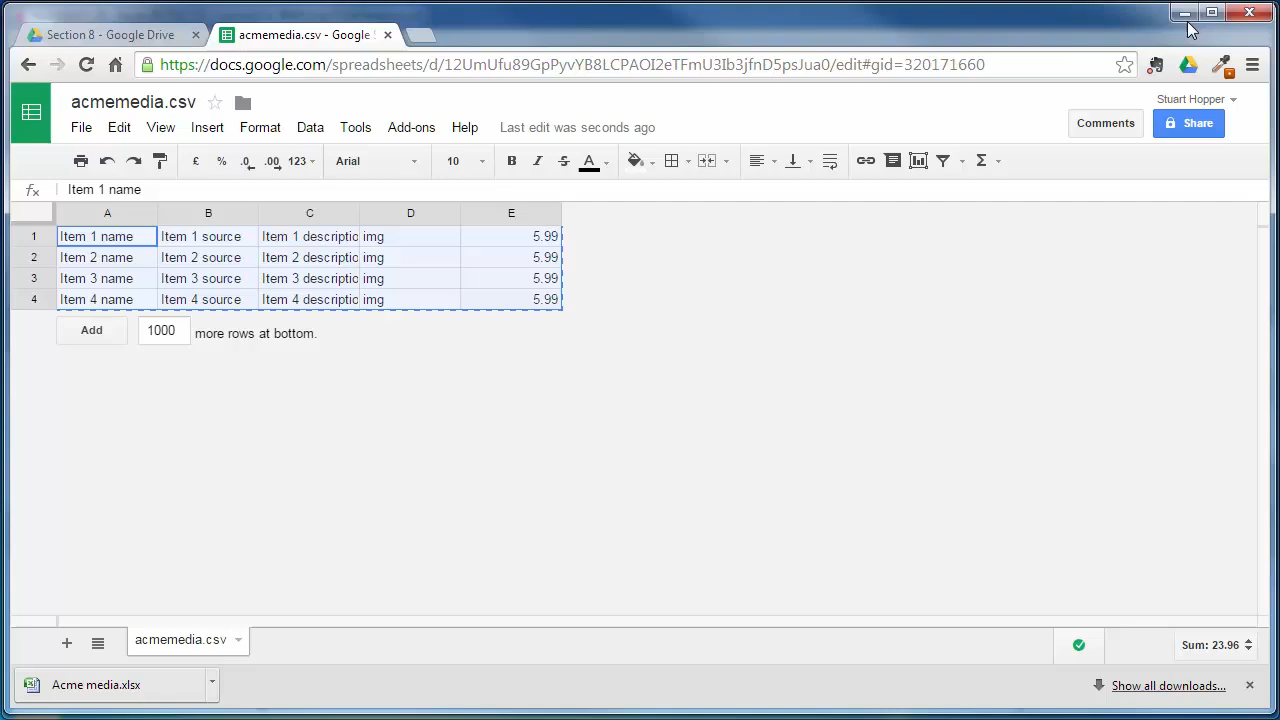 Section 8 - Google Drive
acmemedia.csv - Google S
https://docs.google.com/spreadsheets/d/12UmUfu89GpPyvYB8LCPAOI2eTFmU3Ib3jfnD5psJua0/edit#gid=320171660
acmemedia.csv
Stuart Hopper
File Edit View Insert Format Data Tools Add-ons Help Last edit was seconds ago
Comments Share
£ % .0 .00 123 Arial 10 B I S A Σ
fx Item 1 name
A B C D E
1 Item 1 name Item 1 source Item 1 descriptio img 5.99
2 Item 2 name Item 2 source Item 2 descriptio img 5.99
3 Item 3 name Item 3 source Item 3 descriptio img 5.99
4 Item 4 name Item 4 source Item 4 descriptio img 5.99
Add 1000 more rows at bottom.
acmemedia.csv
Sum: 23.96
Acme media.xlsx
Show all downloads...